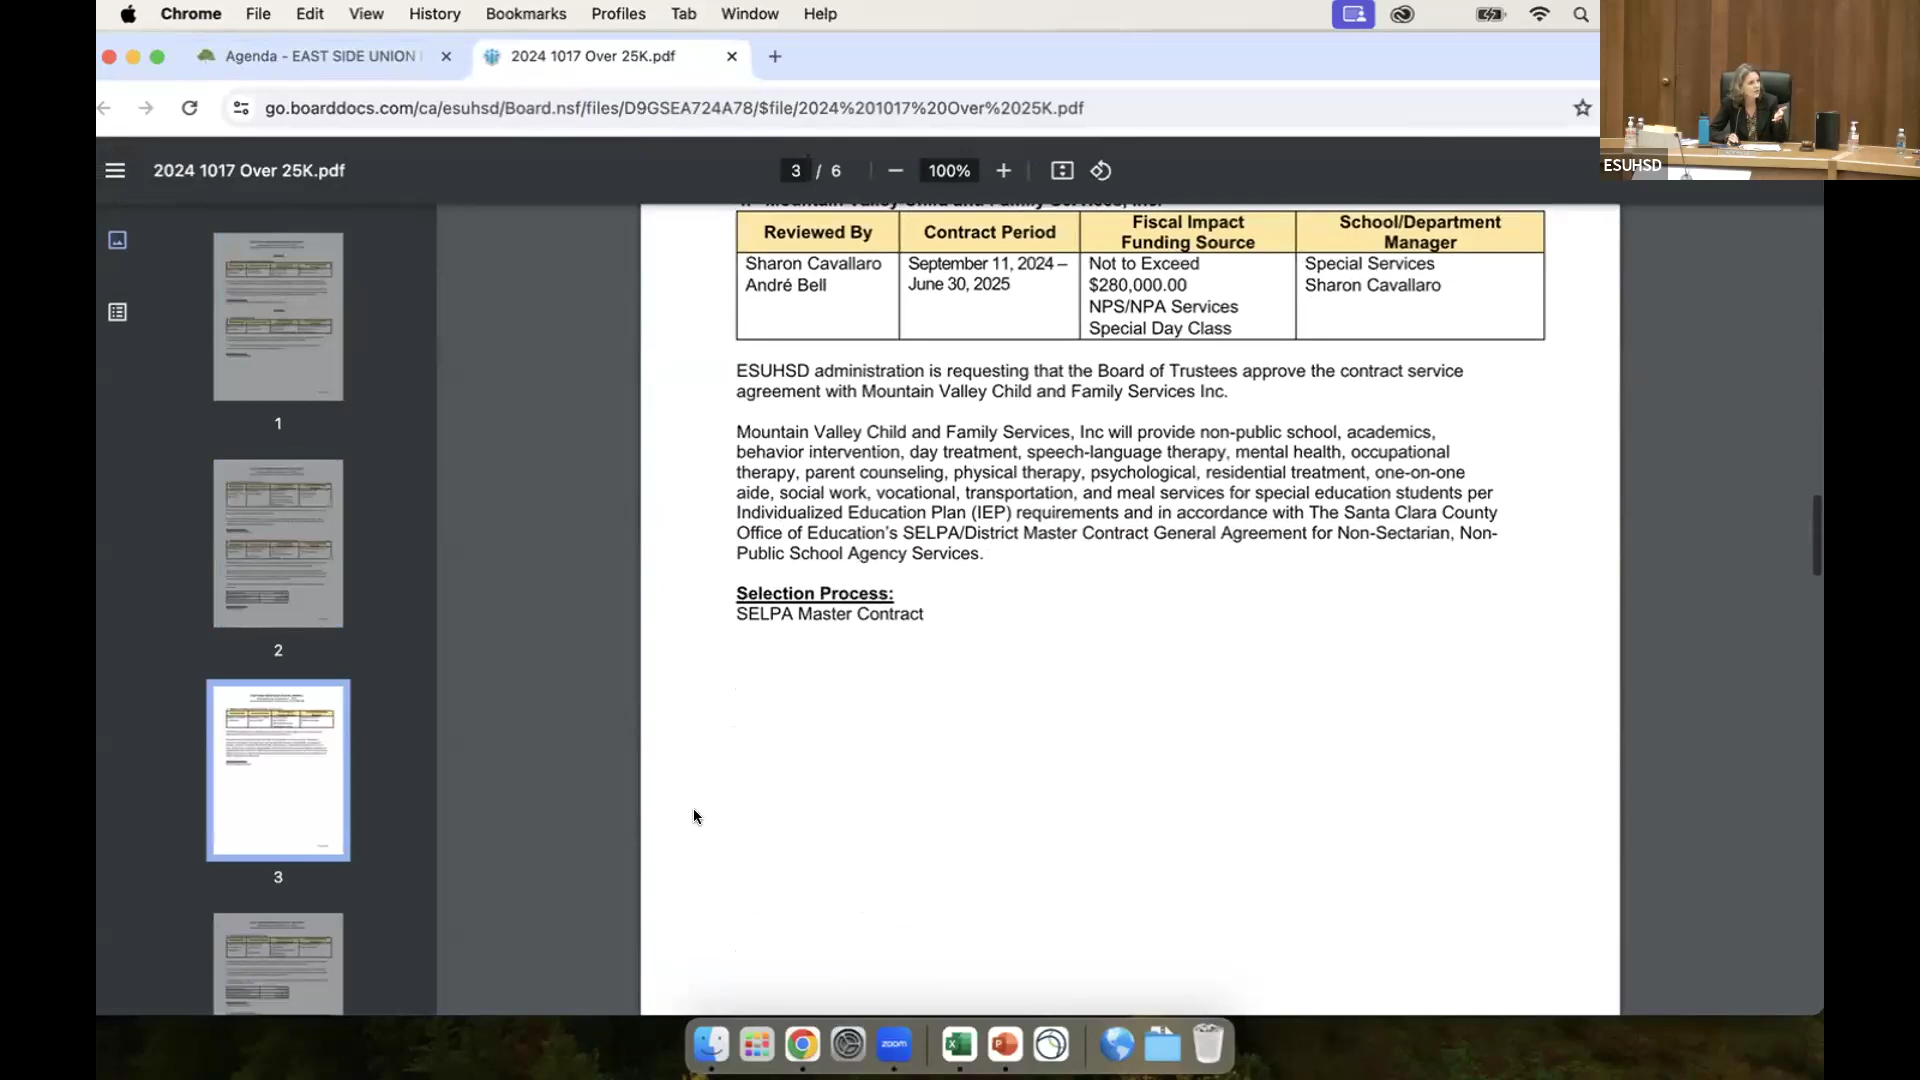 Chrome File Edit View History Bookmarks Profiles Tab Window Help
Agenda - EAST SIDE UNION
2024 1017 Over 25K.pdf
go.boarddocs.com/ca/esuhsd/Board.nsf/files/D9GSEA724A78/$file/2024%201017%20Over%2025K.pdf
ESUHSD
2024 1017 Over 25K.pdf
3 / 6
100%
Mountain Valley Child and Family Services, Inc.
Reviewed By
Contract Period
Fiscal Impact
Funding Source
School/Department
Manager
Sharon Cavallaro
André Bell
September 11, 2024 –
June 30, 2025
Not to Exceed
$280,000.00
NPS/NPA Services
Special Day Class
Special Services
Sharon Cavallaro
ESUHSD administration is requesting that the Board of Trustees approve the contract service
agreement with Mountain Valley Child and Family Services Inc.
Mountain Valley Child and Family Services, Inc will provide non-public school, academics,
behavior intervention, day treatment, speech-language therapy, mental health, occupational
therapy, parent counseling, physical therapy, psychological, residential treatment, one-on-one
aide, social work, vocational, transportation, and meal services for special education students per
Individualized Education Plan (IEP) requirements and in accordance with The Santa Clara County
Office of Education’s SELPA/District Master Contract General Agreement for Non-Sectarian, Non-
Public School Agency Services.
Selection Process:
SELPA Master Contract
1
2
3
zoom